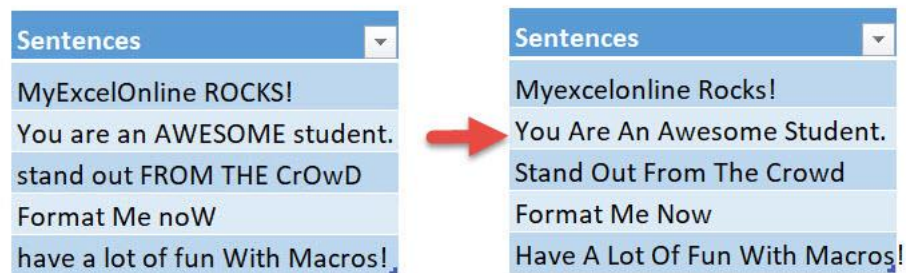 Sentences
MyExcelOnline ROCKS!
You are an AWESOME student.
stand out FROM THE CrOwD
Format Me noW
have a lot of fun With Macros!
Sentences
Myexcelonline Rocks!
You Are An Awesome Student.
Stand Out From The Crowd
Format Me Now
Have A Lot Of Fun With Macros!